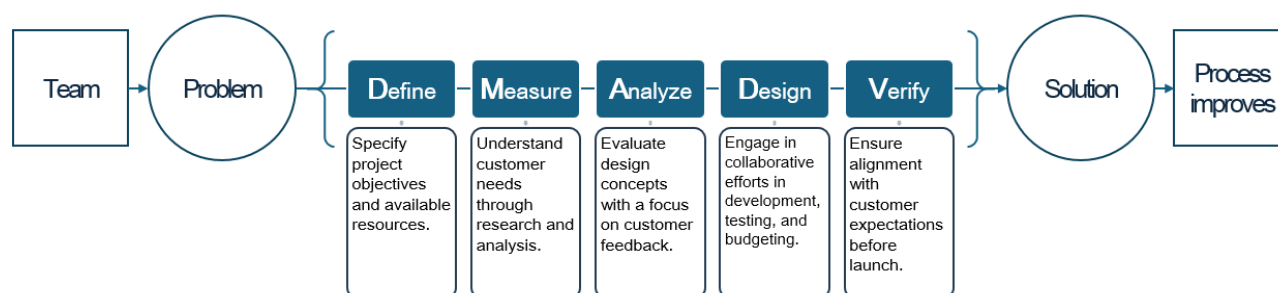 Team
Problem
Define
Measure
Analyze
Design
Verify
Solution
Process
improves
Specify
project
objectives
and available
resources.
Understand
customer
needs
through
research and
analysis.
Evaluate
design
concepts
with a focus
on customer
feedback.
Engage in
collaborative
efforts in
development,
testing, and
budgeting.
Ensure
alignment
with
customer
expectations
before
launch.